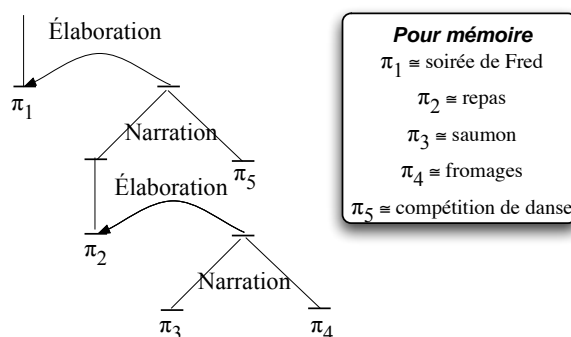 Élaboration
π1
Narration
π5
Élaboration
π2
Narration
π3
π4
Pour mémoire
π1 ≅ soirée de Fred
π2 ≅ repas
π3 ≅ saumon
π4 ≅ fromages
π5 ≅ compétition de danse